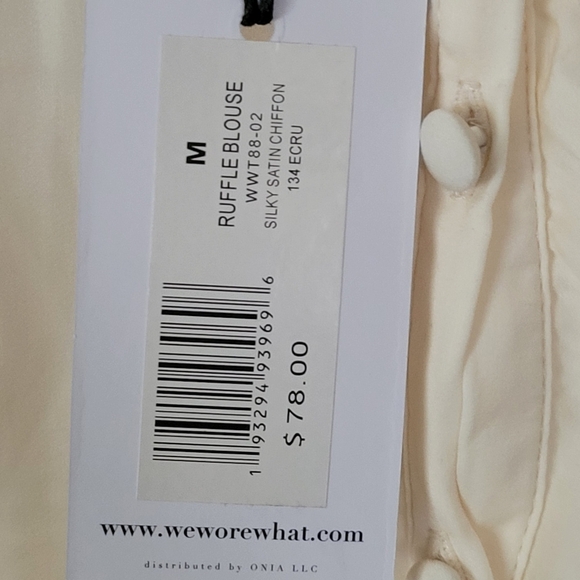 M
RUFFLE BLOUSE
WWT88-02
SILKY SATIN CHIFFON
134 ECRU
1 93294 93969 6
$ 78.00
www.weworewhat.com
distributed by ONIA LLC